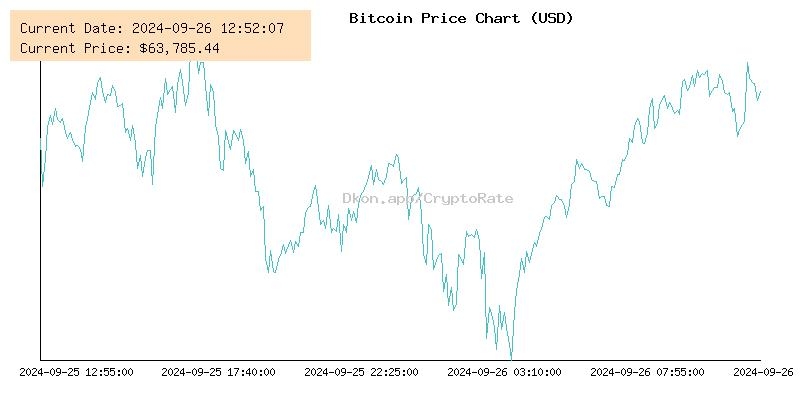 Bitcoin Price Chart (USD)
Current Date: 2024-09-26 12:52:07
Current Price: $63,785.44
Dkon.app/CryptoRate
2024-09-25 12:55:00 2024-09-25 17:40:00 2024-09-25 22:25:00 2024-09-26 03:10:00 2024-09-26 07:55:00 2024-09-26